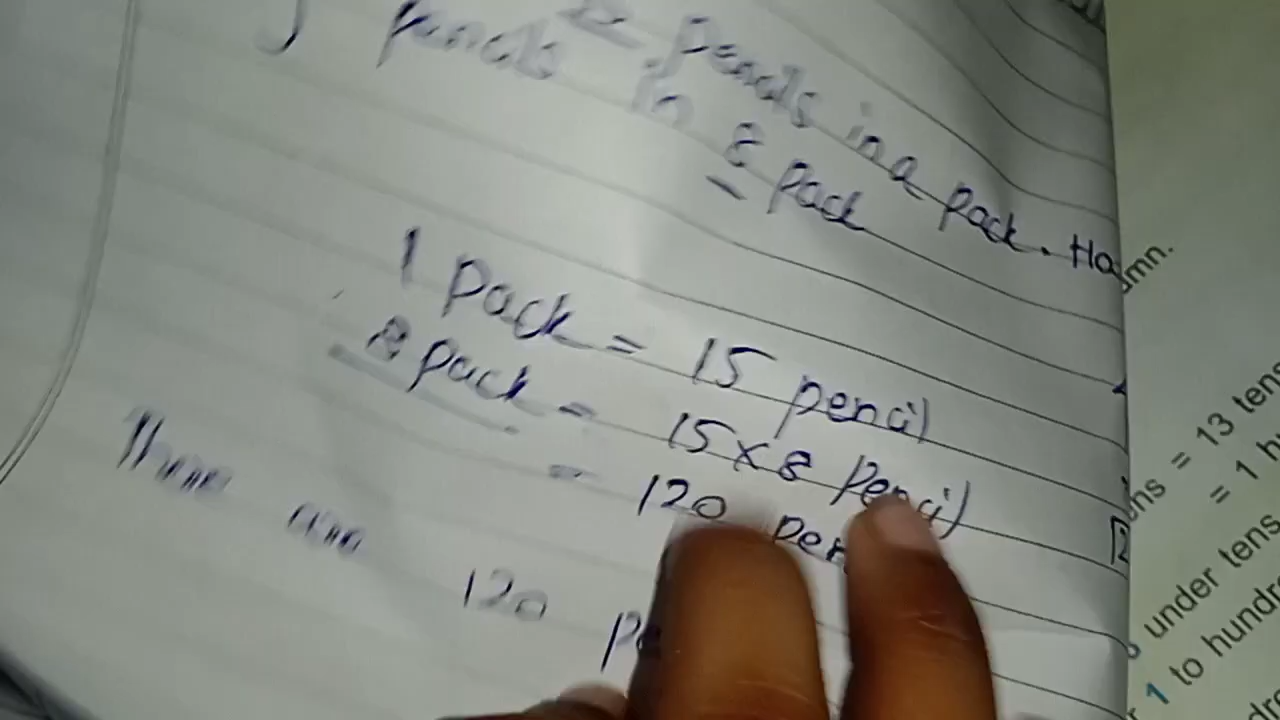 pencils in a pack. Ho
pencils in 8 pack
1 pack = 15 pencil
8 pack = 15 x 8 pencil
= 120 pen
There are 120 pe
mn.
ns = 13 tens
= 1 h
under tens
1 to hundr